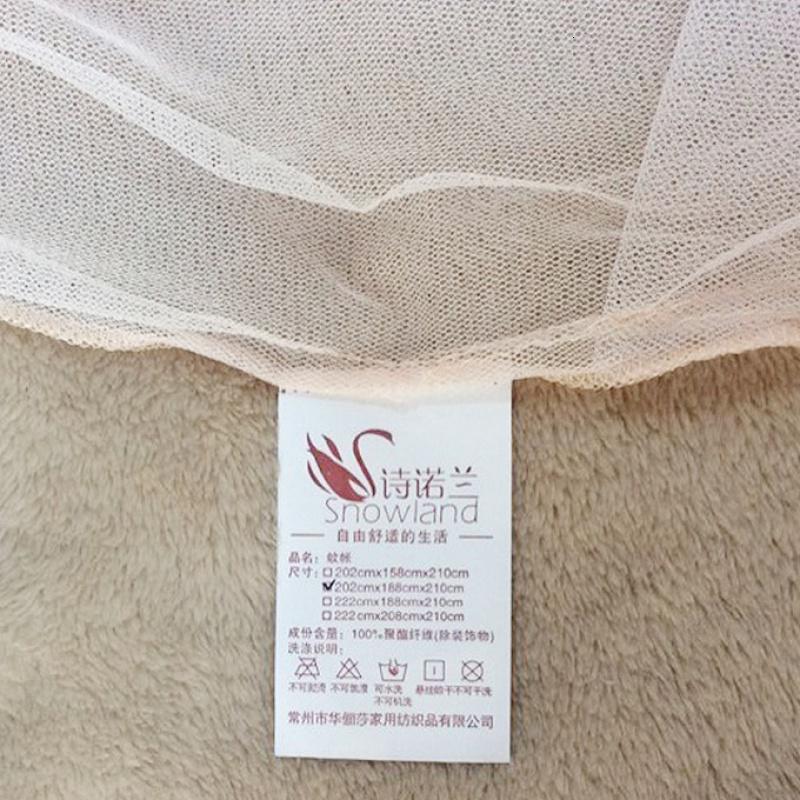 诗诺兰
Snowland
自由舒适的生活
品名：蚊帐
尺寸：□202cmx158cmx210cm
☑202cmx188cmx210cm
□222cmx188cmx210cm
□222cmx208cmx210cm
成份含量：100%聚酯纤维(除装饰物)
洗涤说明：
不可熨烫 不可氯漂 可水洗 悬挂晾干 不可干洗
不可机洗
常州市华俪莎家用纺织品有限公司